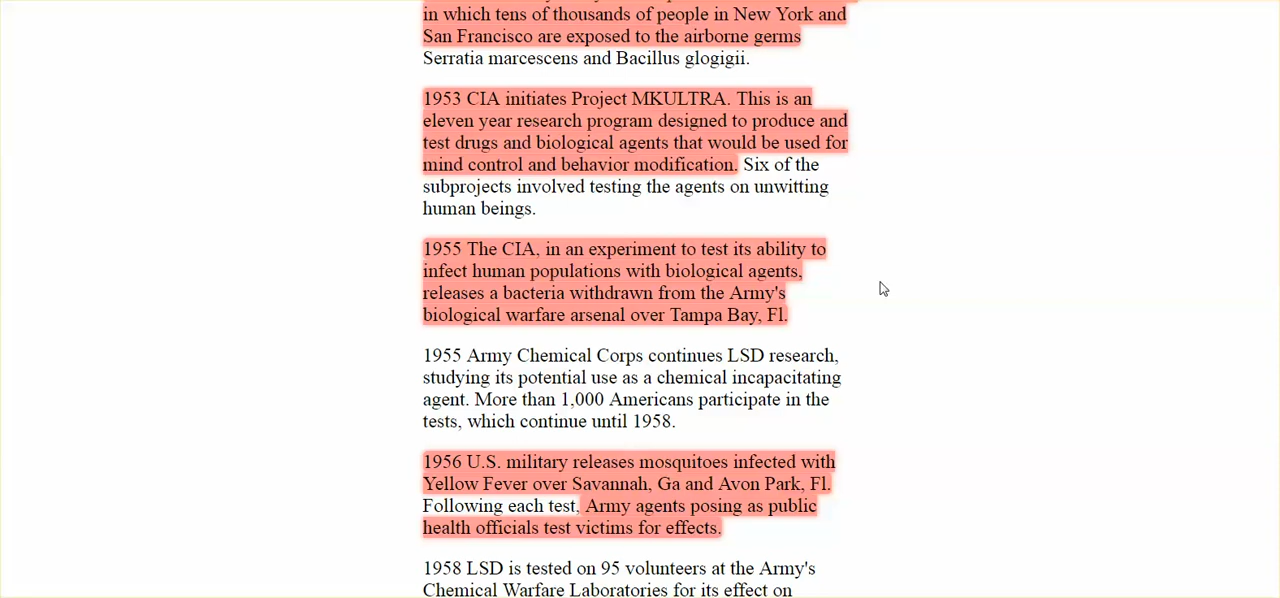 in which tens of thousands of people in New York and
San Francisco are exposed to the airborne germs
Serratia marcescens and Bacillus glogigii.
1953 CIA initiates Project MKULTRA. This is an
eleven year research program designed to produce and
test drugs and biological agents that would be used for
mind control and behavior modification. Six of the
subprojects involved testing the agents on unwitting
human beings.
1955 The CIA, in an experiment to test its ability to
infect human populations with biological agents,
releases a bacteria withdrawn from the Army's
biological warfare arsenal over Tampa Bay, Fl.
1955 Army Chemical Corps continues LSD research,
studying its potential use as a chemical incapacitating
agent. More than 1,000 Americans participate in the
tests, which continue until 1958.
1956 U.S. military releases mosquitoes infected with
Yellow Fever over Savannah, Ga and Avon Park, Fl.
Following each test, Army agents posing as public
health officials test victims for effects.
1958 LSD is tested on 95 volunteers at the Army's
Chemical Warfare Laboratories for its effect on